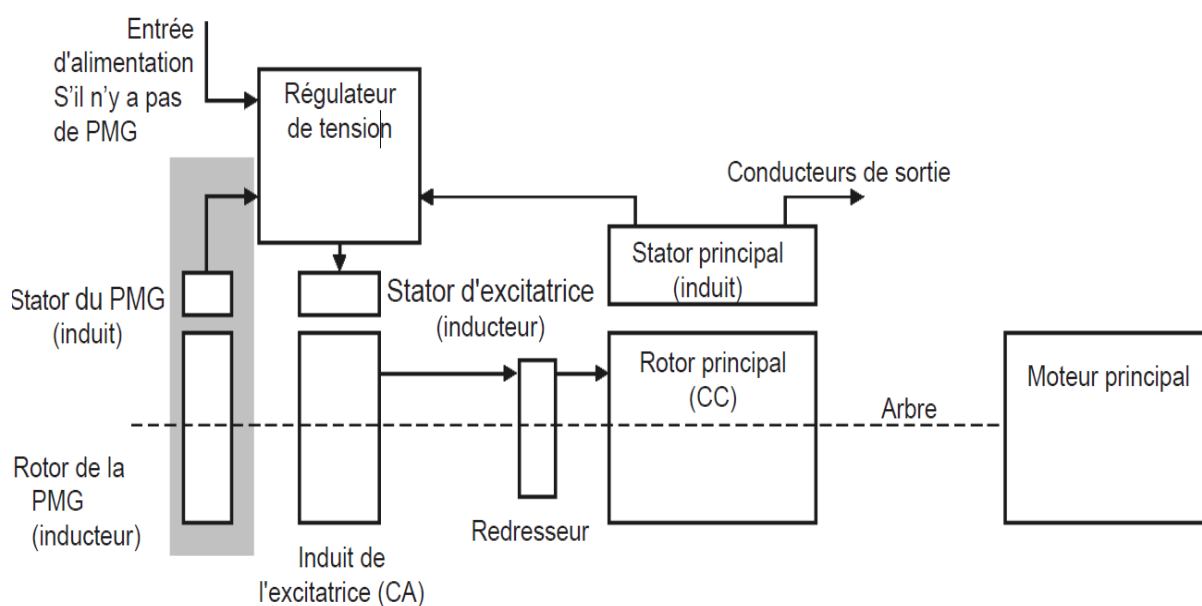 Entrée
d'alimentation
S'il n'y a pas
de PMG
Régulateur
de tension
Conducteurs de sortie
Stator principal
(induit)
Stator du PMG
(induit)
Stator d'excitatrice
(inducteur)
Rotor principal
(CC)
Moteur principal
Arbre
Rotor de la
PMG
(inducteur)
Redresseur
Induit de
l'excitatrice (CA)